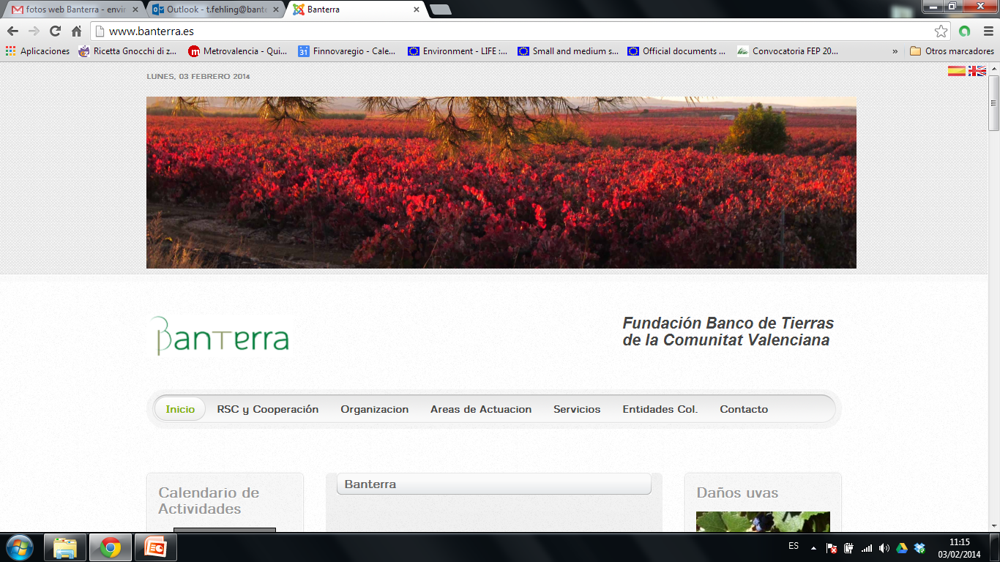 fotos web Banterra - envir
Outlook - t.fehling@bante
Banterra
www.banterra.es
Aplicaciones
Ricetta Gnocchi di z...
Metrovalencia - Qui...
31
Finnovaregio - Cale...
Environment - LIFE :...
Small and medium s...
Official documents ...
Convocatoria FEP 20...
»
Otros marcadores
LUNES, 03 FEBRERO 2014
Banterra
Fundación Banco de Tierras
de la Comunitat Valenciana
Inicio
RSC y Cooperación
Organizacion
Areas de Actuacion
Servicios
Entidades Col.
Contacto
Calendario de
Actividades
Banterra
Daños uvas
ES
11:15
03/02/2014